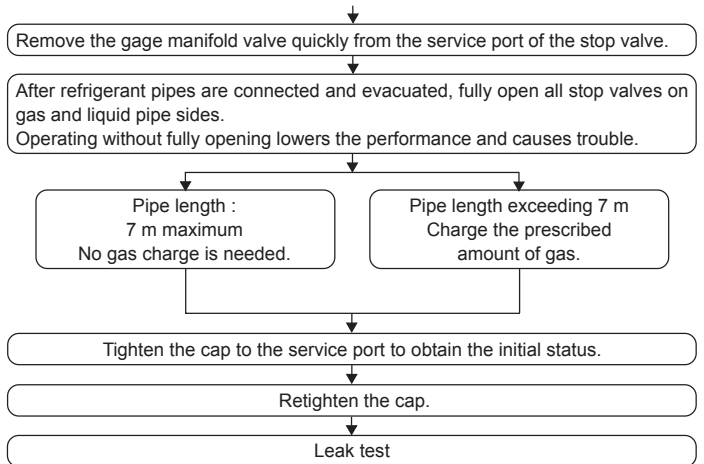 Remove the gage manifold valve quickly from the service port of the stop valve.
After refrigerant pipes are connected and evacuated, fully open all stop valves on
gas and liquid pipe sides.
Operating without fully opening lowers the performance and causes trouble.
Pipe length :
7 m maximum
No gas charge is needed.
Pipe length exceeding 7 m
Charge the prescribed
amount of gas.
Tighten the cap to the service port to obtain the initial status.
Retighten the cap.
Leak test